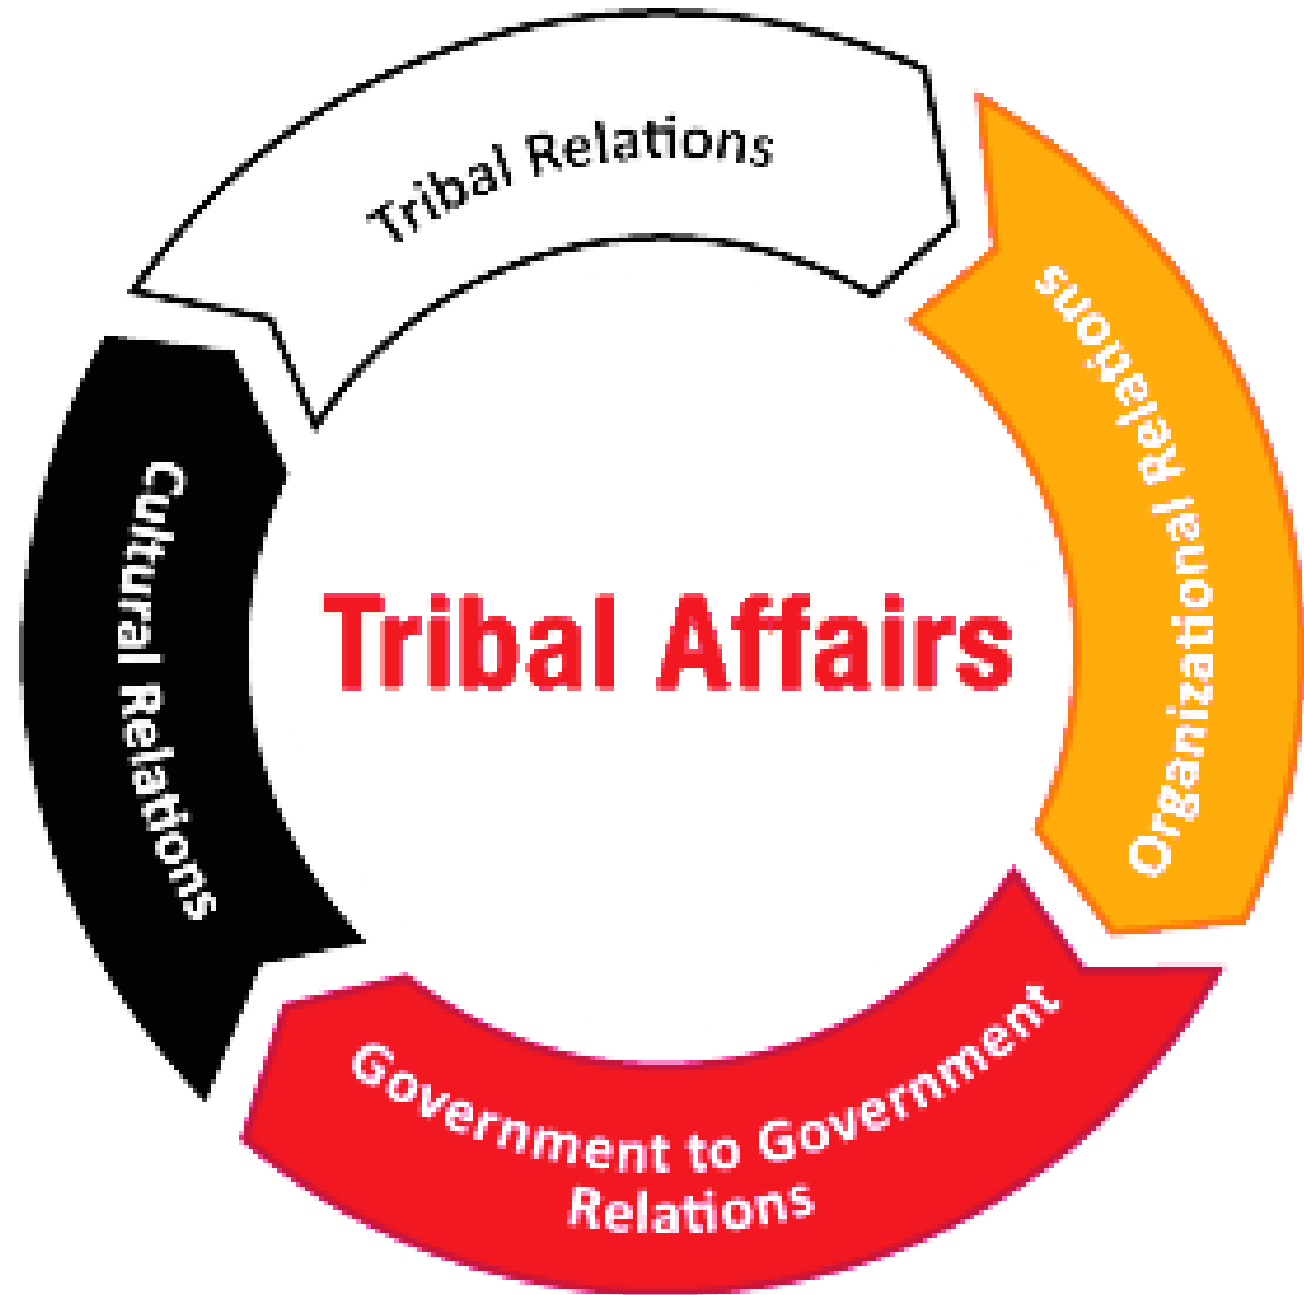 Tribal Relations
Organizational Relations
Government to Government
Relations
Cultural Relations
Tribal Affairs